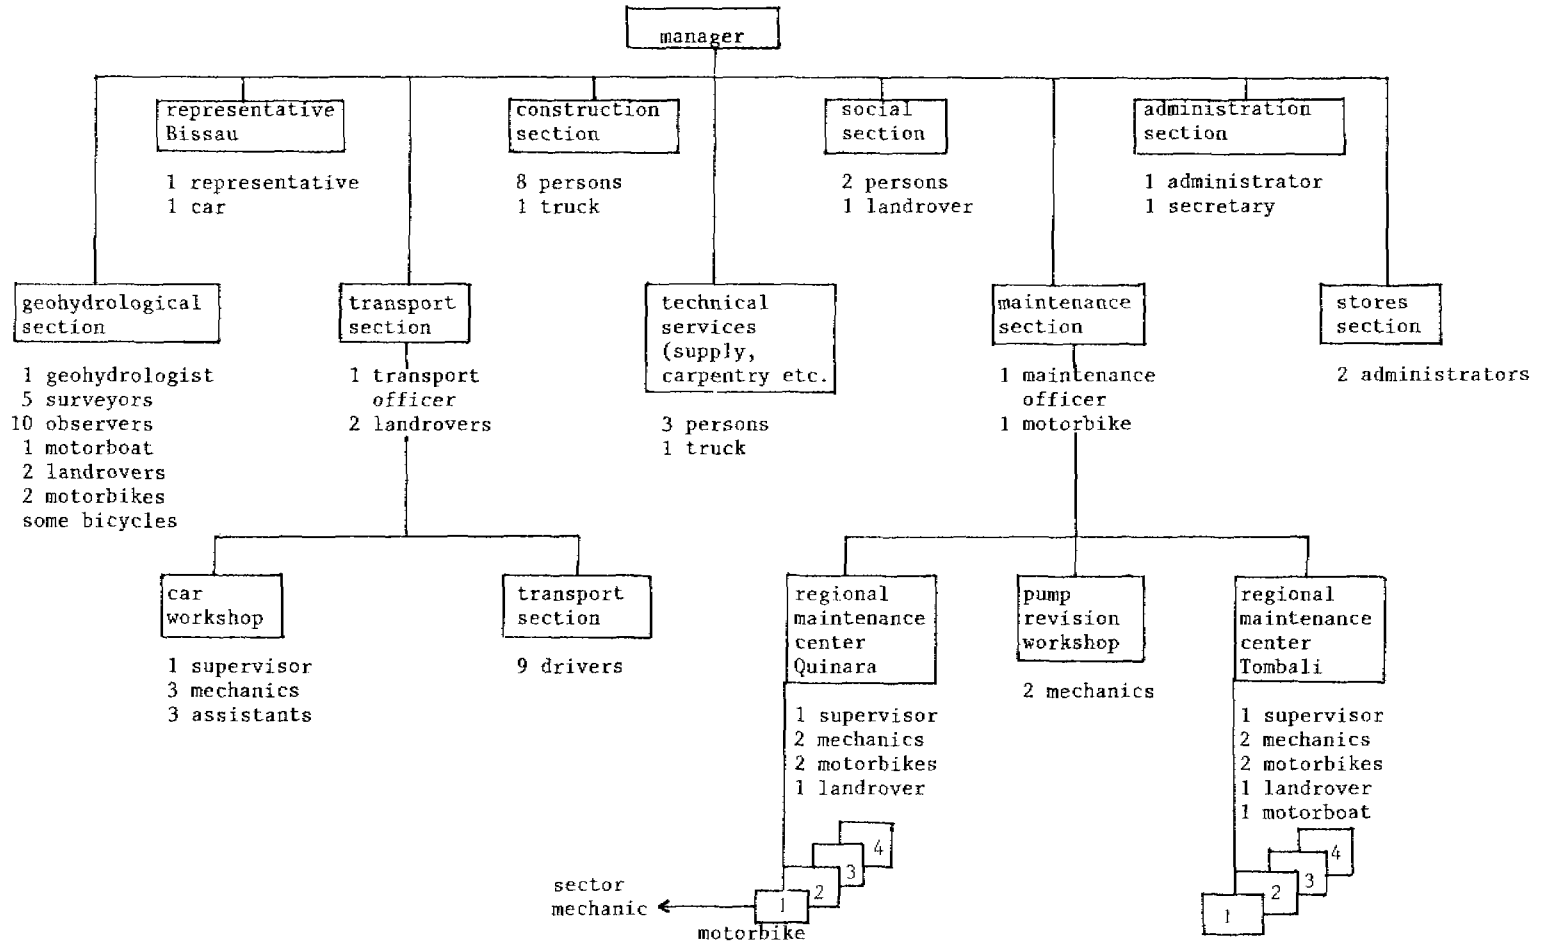 manager
representative
Bissau
1 representative
1 car
construction
section
8 persons
1 truck
social
section
2 persons
1 landrover
administration
section
1 administrator
1 secretary
geohydrological
section
1 geohydrologist
5 surveyors
10 observers
1 motorboat
2 landrovers
2 motorbikes
some bicycles
transport
section
1 transport
officer
2 landrovers
technical
services
(supply,
carpentry etc.
3 persons
1 truck
maintenance
section
1 maintenance
officer
1 motorbike
stores
section
2 administrators
car
workshop
1 supervisor
3 mechanics
3 assistants
transport
section
9 drivers
regional
maintenance
center
Quinara
1 supervisor
2 mechanics
2 motorbikes
1 landrover
4
3
2
1
sector
mechanic
motorbike
pump
revision
workshop
2 mechanics
regional
maintenance
center
Tombali
1 supervisor
2 mechanics
2 motorbikes
1 landrover
1 motorboat
4
3
2
1